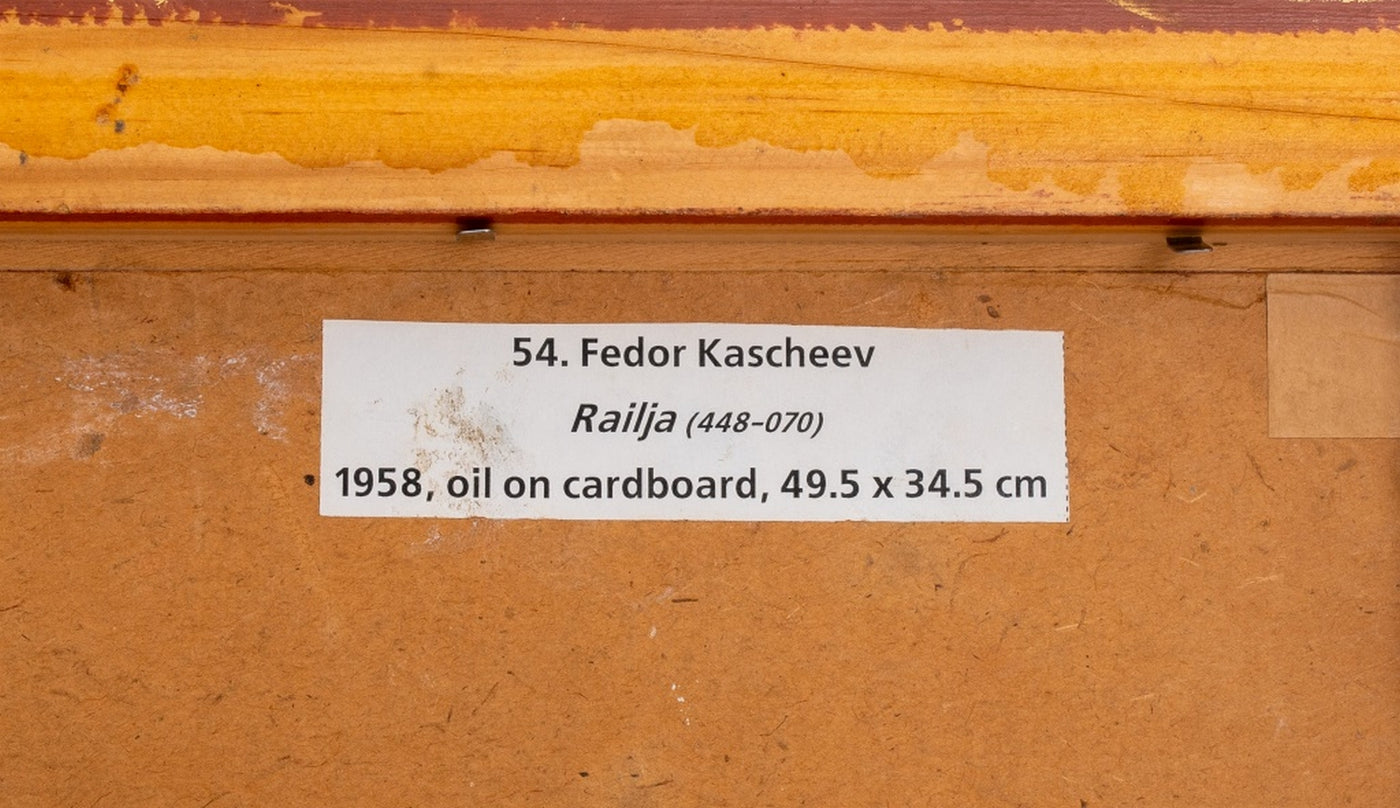 54. Fedor Kascheev
Railja (448-070)
1958, oil on cardboard, 49.5 x 34.5 cm